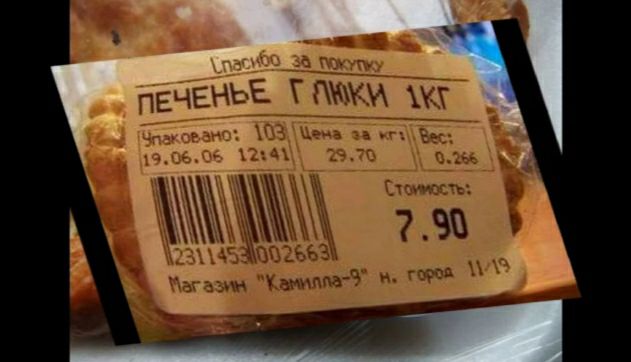 Спасибо за покупку
ПЕЧЕНЬЕ ГЛЮКИ 1КГ
Упаковано: 103 Цена за кг: Вес:
19.06.06 12:41 29.70 0.266
Стоимость:
7.90
2311453 002663
Магазин "Камилла-9" н. город 11/19